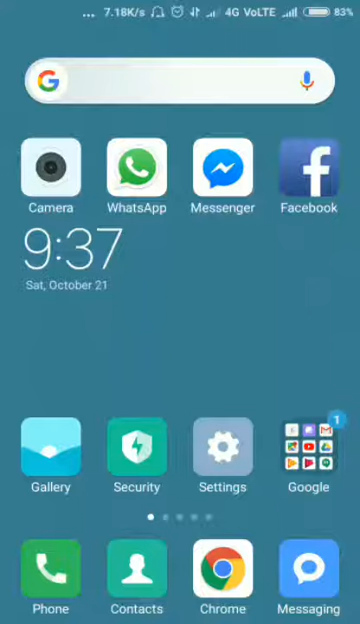 ... 7.18K/s 4G VoLTE 83%
G
Camera WhatsApp Messenger Facebook
9:37
Sat, October 21
1
Gallery Security Settings Google
Phone Contacts Chrome Messaging